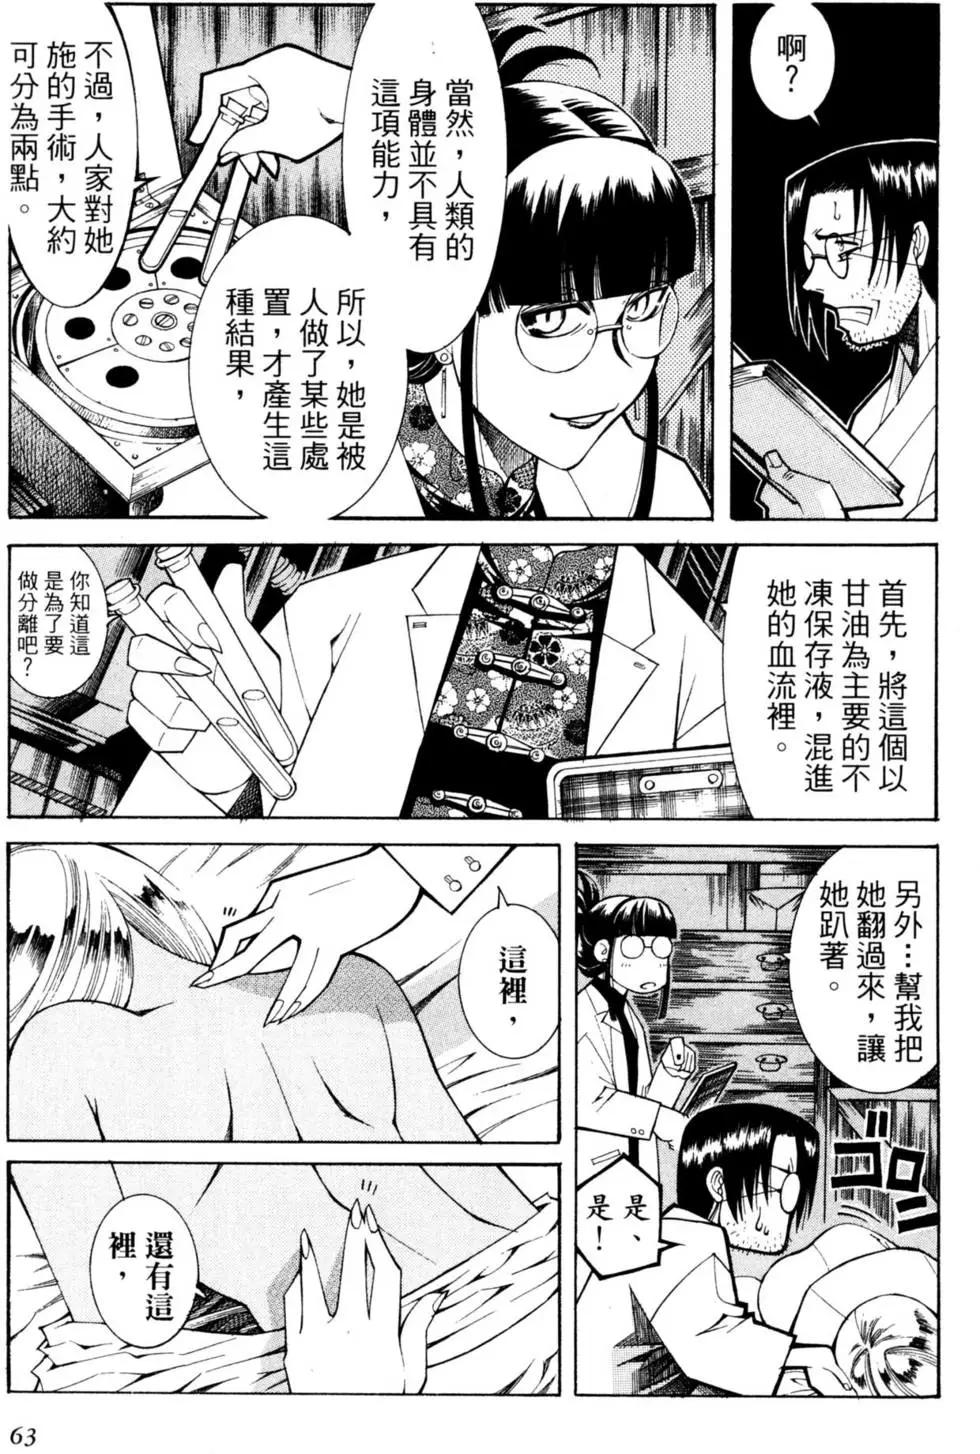 啊？
當然，人類的
身體並不具有
這項能力，
所以，她是被
人做了某些處
置，才產生這
種結果，
不過，人家對她
施的手術，大約
可分為兩點。
首先，將這個以
甘油為主要的不
凍保存液，混進
她的血流裡。
你知道這
是為了要
做分離吧？
另外…幫我把
她翻過來，讓
她趴著。
ゴロン
是、
是！
這裡，
還有這
裡，
63